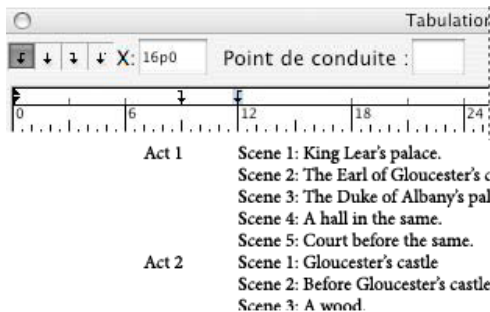 Tabulation
X: 16p0 Point de conduite :
0 6 12 18 24
Act 1 Scene 1: King Lear's palace.
Scene 2: The Earl of Gloucester's
Scene 3: The Duke of Albany's
Scene 4: A hall in the same.
Scene 5: Court before the same.
Act 2 Scene 1: Gloucester's castle
Scene 2: Before Gloucester's castle
Scene 3: A wood.